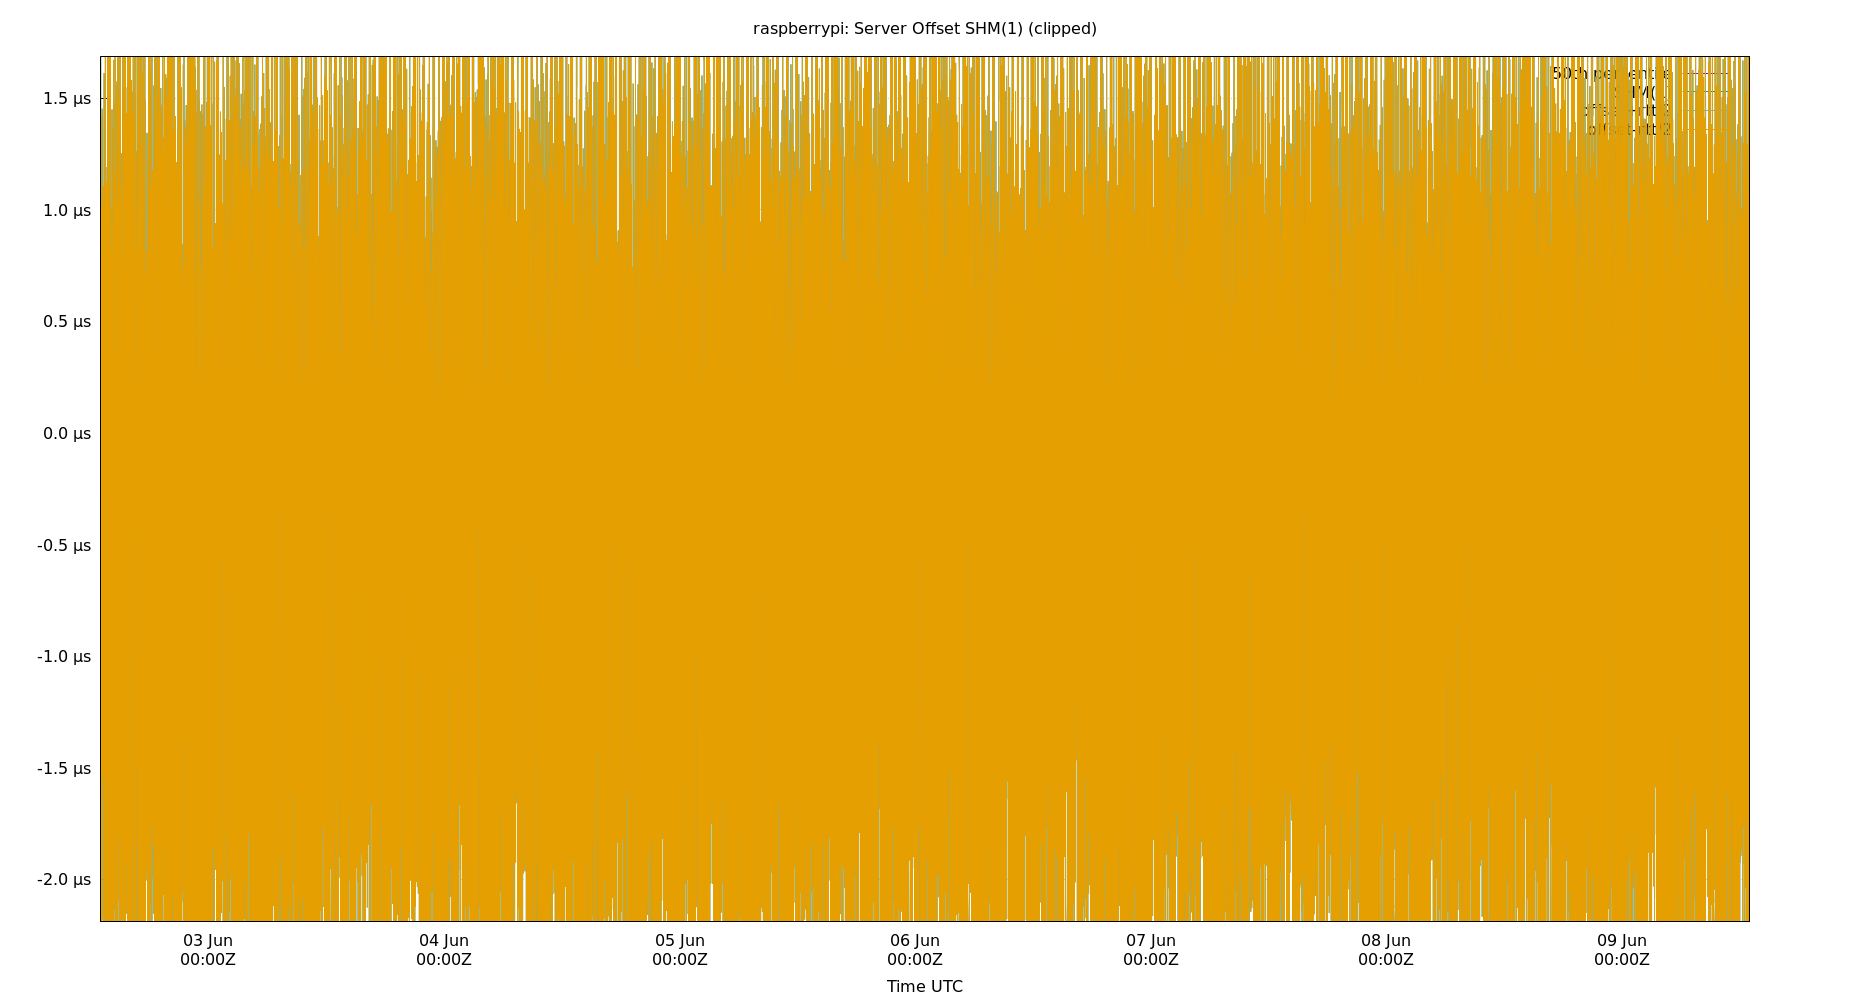 raspberrypi: Server Offset SHM(1) (clipped)
50th percentile
1.5 µs
1.0 µs
0.5 µs
0.0 µs
-0.5 µs
-1.0 µs
-1.5 µs
-2.0 µs
03 Jun 04 Jun 05 Jun 06 Jun 07 Jun 08 Jun 09 Jun
00:00Z 00:00Z 00:00Z 00:00Z 00:00Z 00:00Z 00:00Z
Time UTC